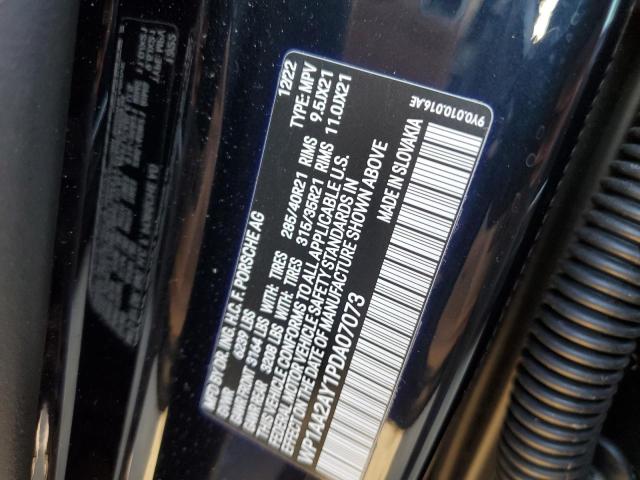 MFD BY/DR. ING. h.c. F. PORSCHE AG 12/22
GVWR 6239 LBS TYPE: MPV
GAWR FRONT 3164 LBS WITH: TIRES 285/40R21 RIMS 9.5JX21
GAWR REAR 3208 LBS WITH: TIRES 315/35R21 RIMS 11.0JX21
THIS VEHICLE CONFORMS TO ALL APPLICABLE U.S.
FEDERAL MOTOR VEHICLE SAFETY STANDARDS IN
EFFECT ON THE DATE OF MANUFACTURE SHOWN ABOVE
WP1AA2AY1PDA07073 MADE IN SLOVAKIA
9Y0.010.016.AE